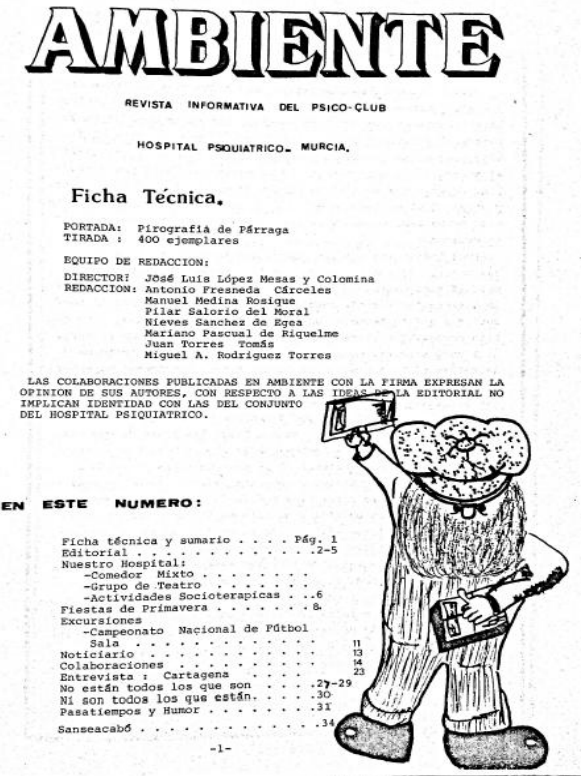 AMBIENTE
REVISTA INFORMATIVA DEL PSICO-CLUB
HOSPITAL PSIQUIATRICO- MURCIA.
Ficha Técnica.
PORTADA: Pirografiá de Párraga
TIRADA : 400 ejemplares
EQUIPO DE REDACCION:
DIRECTOR: José Luis López Mesas y Colomina
REDACCION: Antonio Fresneda Cárceles
Manuel Medina Rosique
Pilar Salorio del Moral
Nieves Sanchez de Egea
Mariano Pascual de Riquelme
Juan Torres Tomás
Miguel A. Rodriguez Torres
LAS COLABORACIONES PUBLICADAS EN AMBIENTE CON LA FIRMA EXPRESAN LA
OPINION DE SUS AUTORES, CON RESPECTO A LAS IDEAS DE LA EDITORIAL NO
IMPLICAN IDENTIDAD CON LAS DEL CONJUNTO
DEL HOSPITAL PSIQUIATRICO.
EN ESTE NUMERO:
Ficha técnica y sumario . . . . Pág. 1
Editorial . . . . . . . . . . . .2-5
Nuestro Hospital:
-Comedor Mixto . . . . . . .
-Grupo de Teatro . . . . . .
-Actividades Socioterapicas . . .6
Fiestas de Primavera . . . . . . . 8.
Excursiones
-Campeonato Nacional de Fútbol
Sala . . . . . . . . . . . . 11
Noticiario . . . . . . . . . . . . 13
Colaboraciones . . . . . . . . . . 14
Entrevista : Cartagena . . . . . . 23
No están todos los que son . . . .27-29
Ni son todos los que están. . . . .30
Pasatiempos y Humor . . . . . . . .31
Sanseacabó . . . . . . . . . . . . .34
-1-